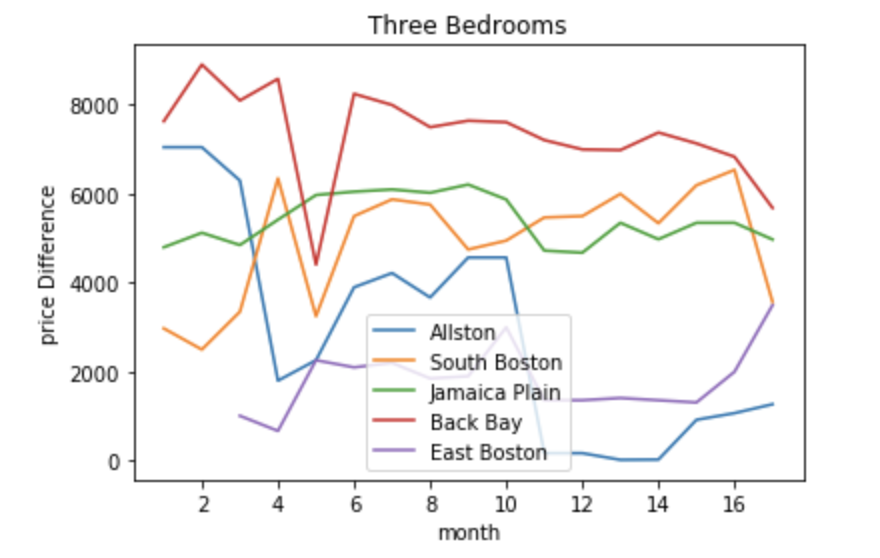 Three Bedrooms
price Difference
8000
6000
4000
2000
0
Allston
South Boston
Jamaica Plain
Back Bay
East Boston
2 4 6 8 10 12 14 16
month